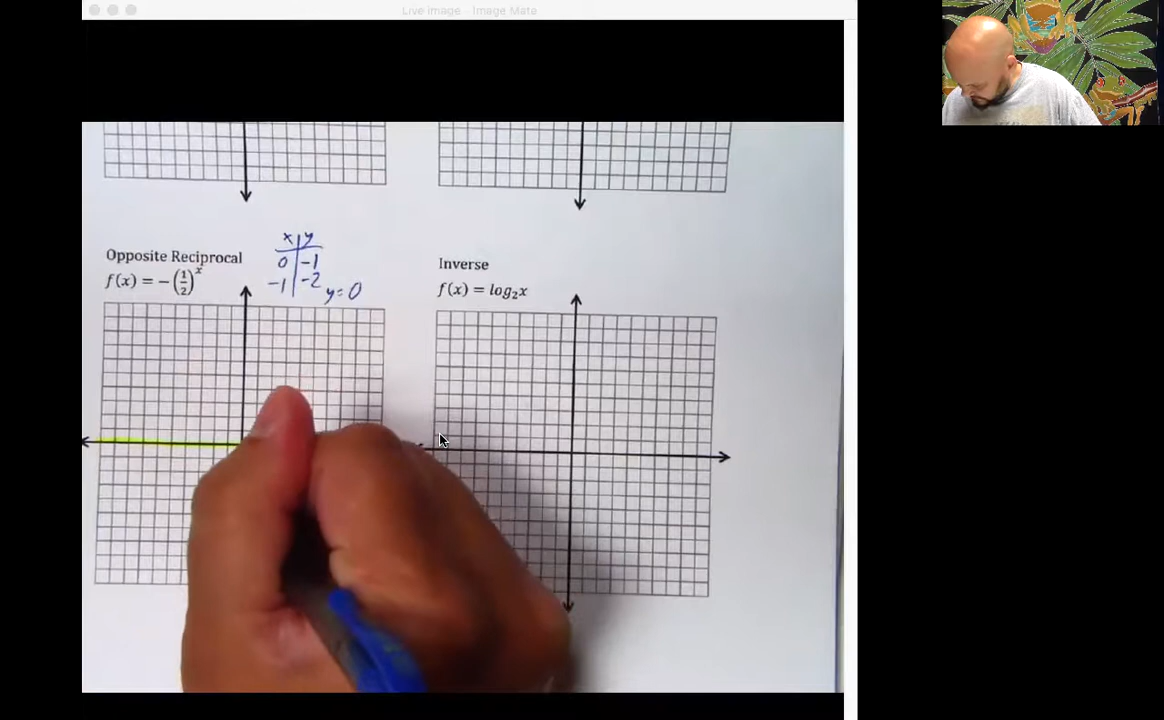 Live image - Image Mate
Opposite Reciprocal
f(x) = −(1/2)^x
x | y
0 | −1
−1 | −2
y=0
Inverse
f(x) = log₂x